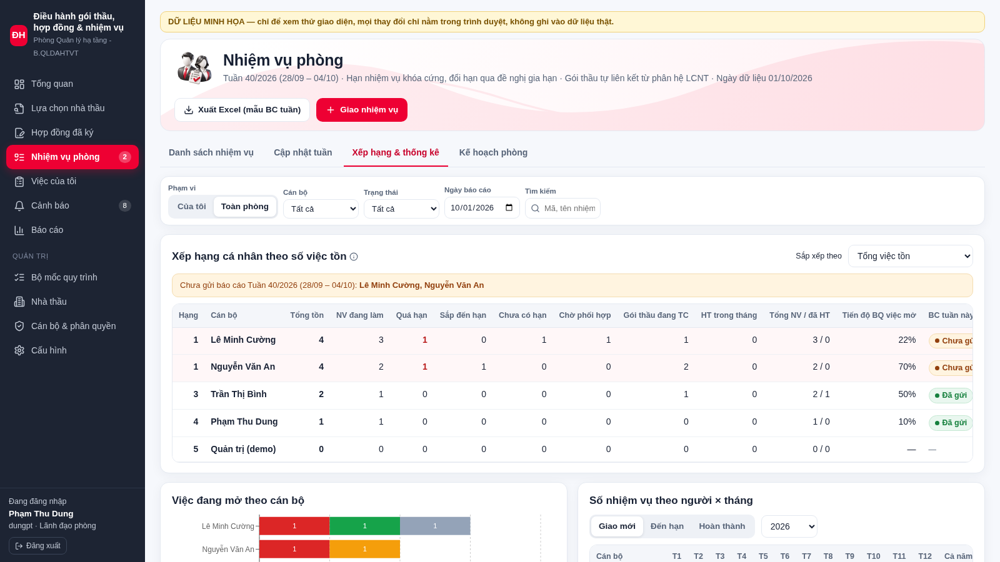 ĐH
Điều hành gói thầu,
hợp đồng & nhiệm vụ
Phòng Quản lý hạ tầng -
B.QLDAHTVT
Tổng quan
Lựa chọn nhà thầu
Hợp đồng đã ký
Nhiệm vụ phòng 2
Việc của tôi
Cảnh báo 8
Báo cáo
QUẢN TRỊ
Bộ mốc quy trình
Nhà thầu
Cán bộ & phân quyền
Cấu hình
Đang đăng nhập
Phạm Thu Dung
dungpt · Lãnh đạo phòng
Đăng xuất
DỮ LIỆU MINH HỌA — chỉ để xem thử giao diện, mọi thay đổi chỉ nằm trong trình duyệt, không ghi vào dữ liệu thật.
Nhiệm vụ phòng
Tuần 40/2026 (28/09 – 04/10) · Hạn nhiệm vụ khóa cứng, đổi hạn qua đề nghị gia hạn · Gói thầu tự liên kết từ phân hệ LCNT · Ngày dữ liệu 01/10/2026
Xuất Excel (mẫu BC tuần)
Giao nhiệm vụ
Danh sách nhiệm vụ Cập nhật tuần Xếp hạng & thống kê Kế hoạch phòng
Phạm vi Cán bộ Trạng thái Ngày báo cáo Tìm kiếm
Của tôi Toàn phòng Tất cả Tất cả 10/01/2026 Mã, tên nhiệm
Xếp hạng cá nhân theo số việc tồn
Sắp xếp theo Tổng việc tồn
Chưa gửi báo cáo Tuần 40/2026 (28/09 – 04/10): Lê Minh Cường, Nguyễn Văn An
Hạng Cán bộ Tổng tồn NV đang làm Quá hạn Sắp đến hạn Chưa có hạn Chờ phối hợp Gói thầu đang TC HT trong tháng Tổng NV / đã HT Tiến độ BQ việc mở BC tuần này
1 Lê Minh Cường 4 3 1 0 1 1 1 0 3 / 0 22% Chưa gử
1 Nguyễn Văn An 4 2 1 1 0 0 2 0 2 / 0 70% Chưa gử
3 Trần Thị Bình 2 1 0 0 0 0 1 0 2 / 1 50% Đã gửi
4 Phạm Thu Dung 1 1 0 0 0 0 0 0 1 / 0 10% Đã gửi
5 Quản trị (demo) 0 0 0 0 0 0 0 0 0 / 0 — —
Việc đang mở theo cán bộ
Lê Minh Cường 1 1 1
Nguyễn Văn An 1 1
Số nhiệm vụ theo người × tháng
Giao mới Đến hạn Hoàn thành 2026
Cán bộ T1 T2 T3 T4 T5 T6 T7 T8 T9 T10 T11 T12 Cả năm